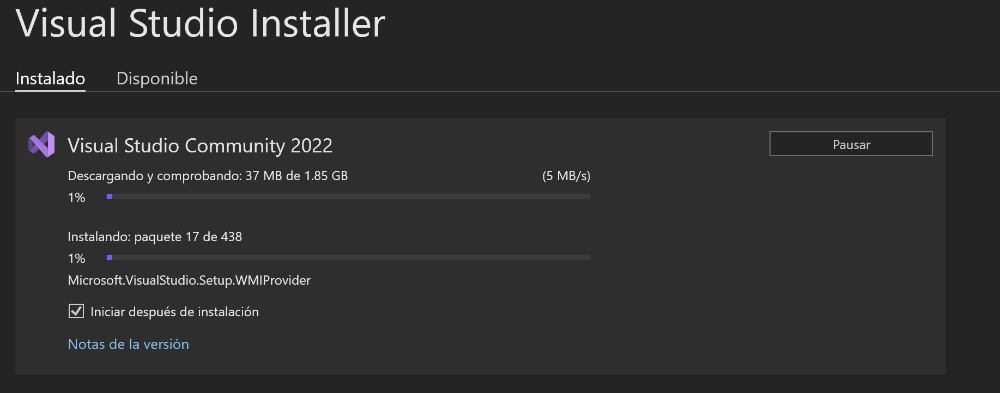 Visual Studio Installer
Instalado Disponible
Visual Studio Community 2022
Pausar
Descargando y comprobando: 37 MB de 1.85 GB (5 MB/s)
1%
Instalando: paquete 17 de 438
1%
Microsoft.VisualStudio.Setup.WMIProvider
Iniciar después de instalación
Notas de la versión